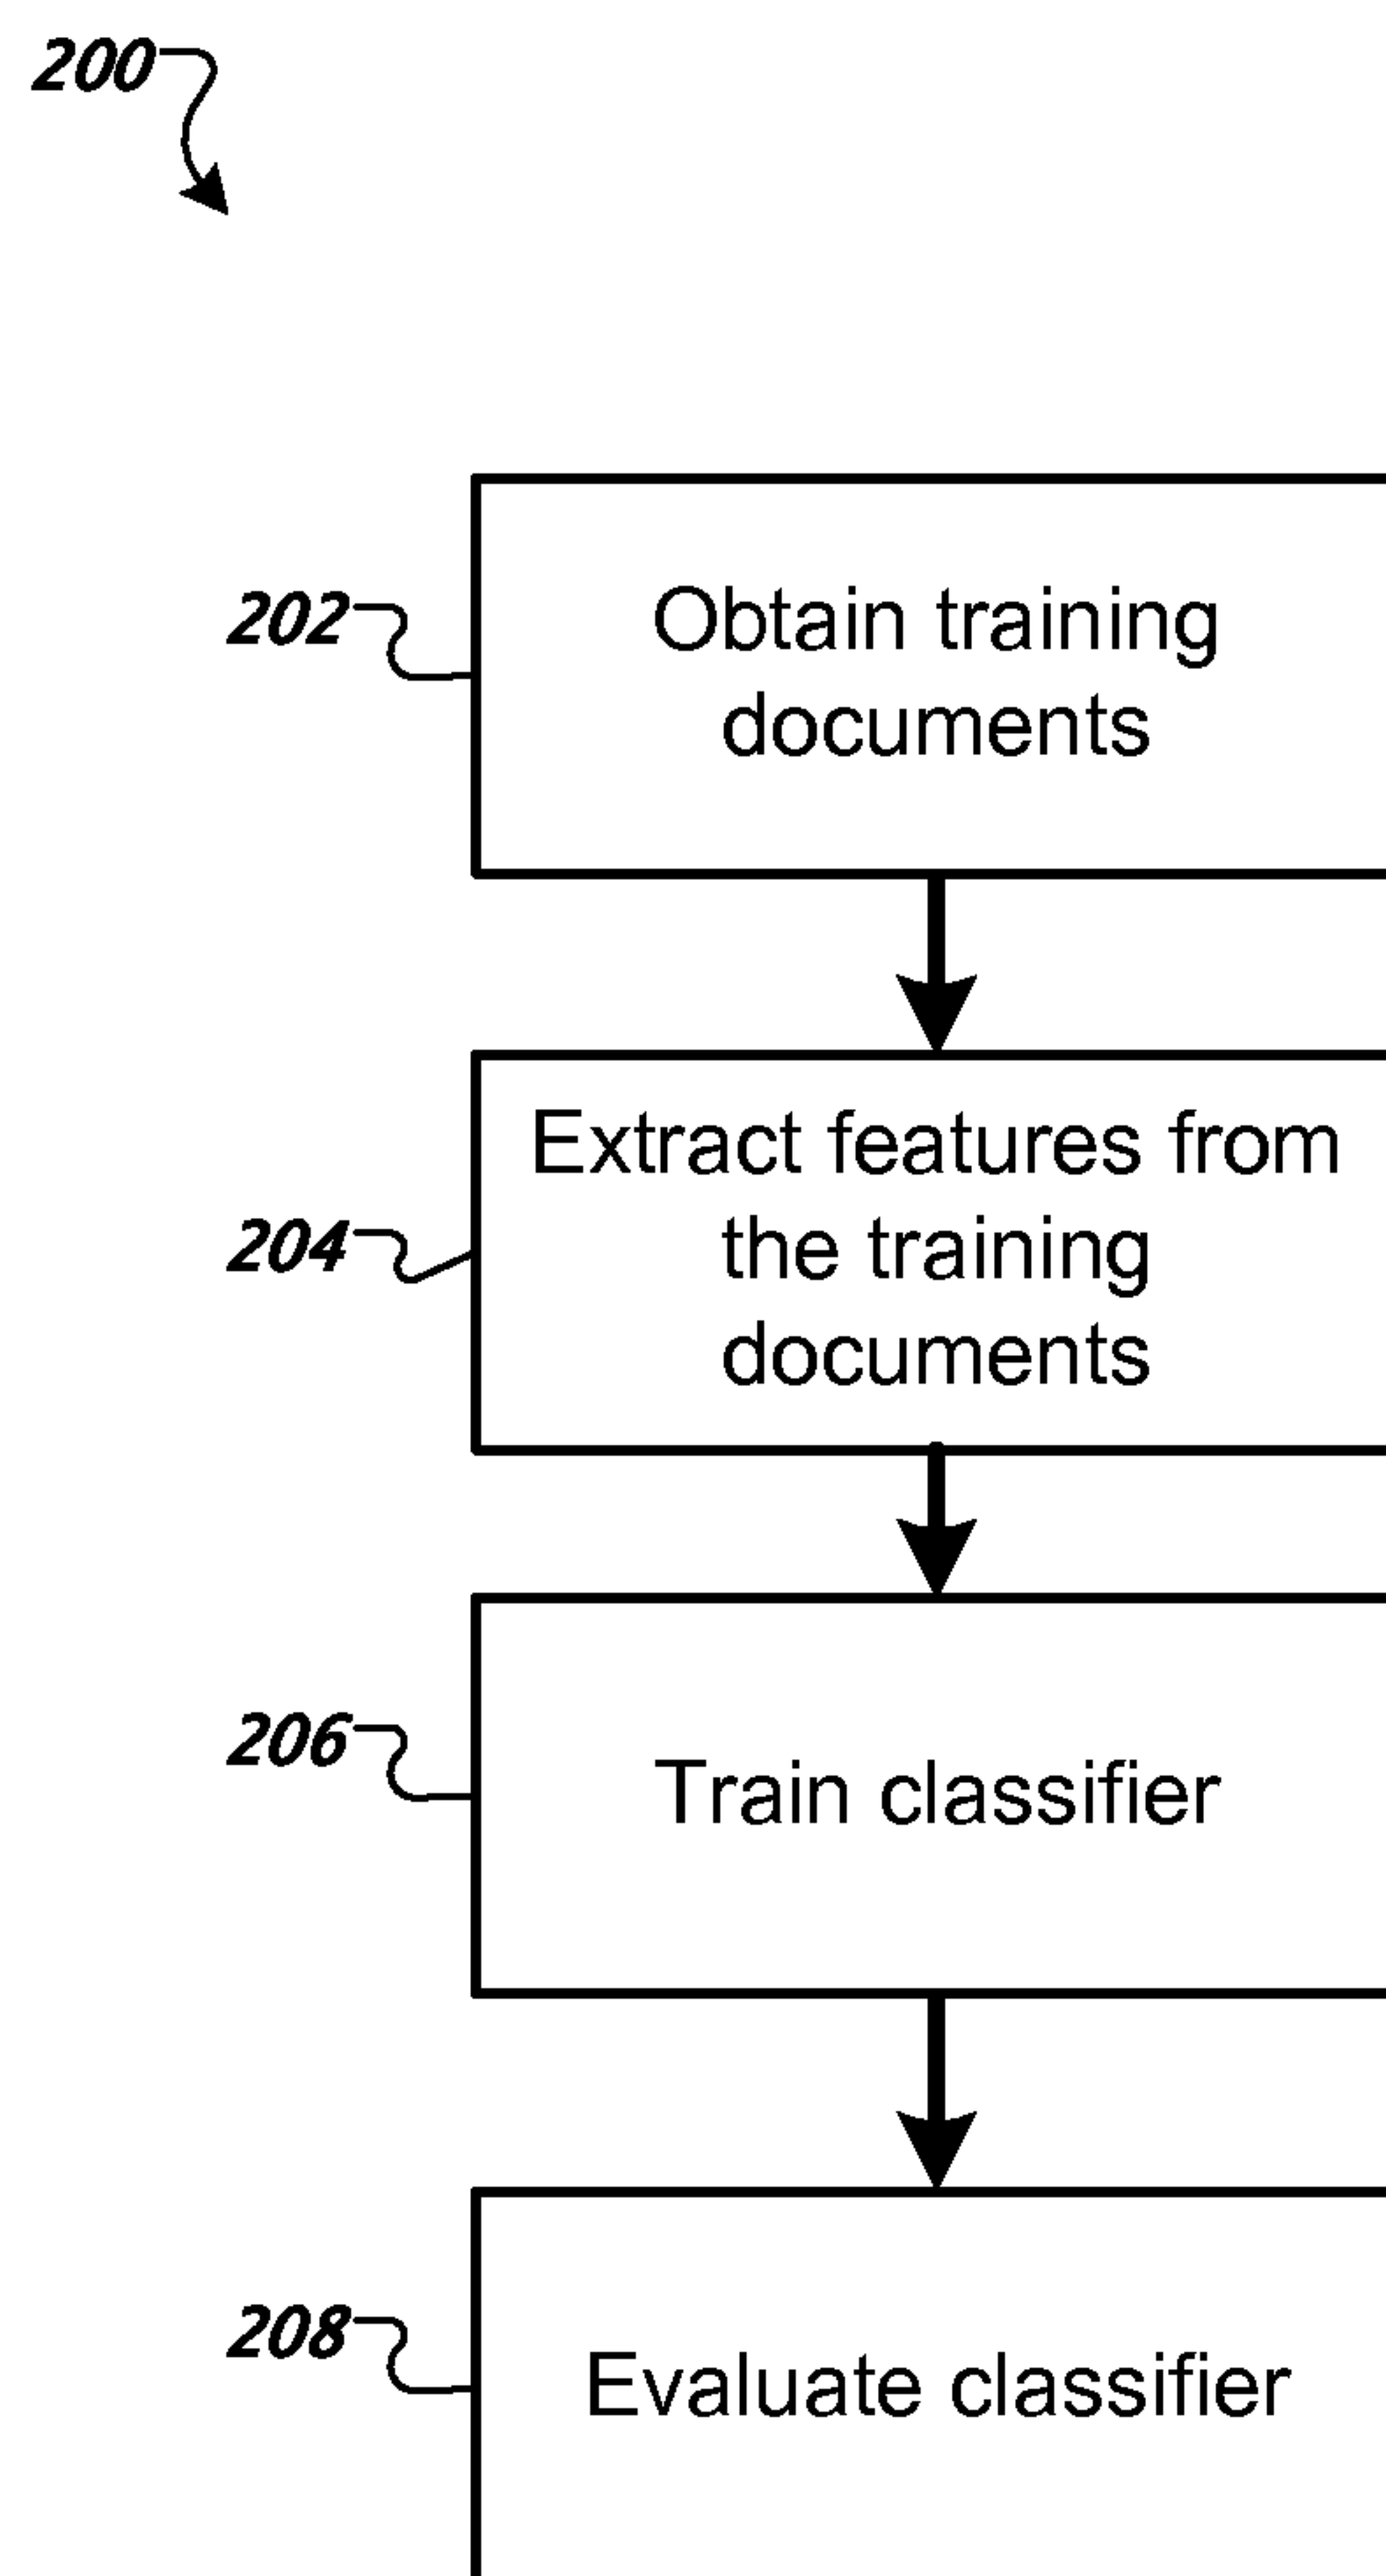 200
202
Obtain training
documents
204
Extract features from
the training
documents
206
Train classifier
208
Evaluate classifier